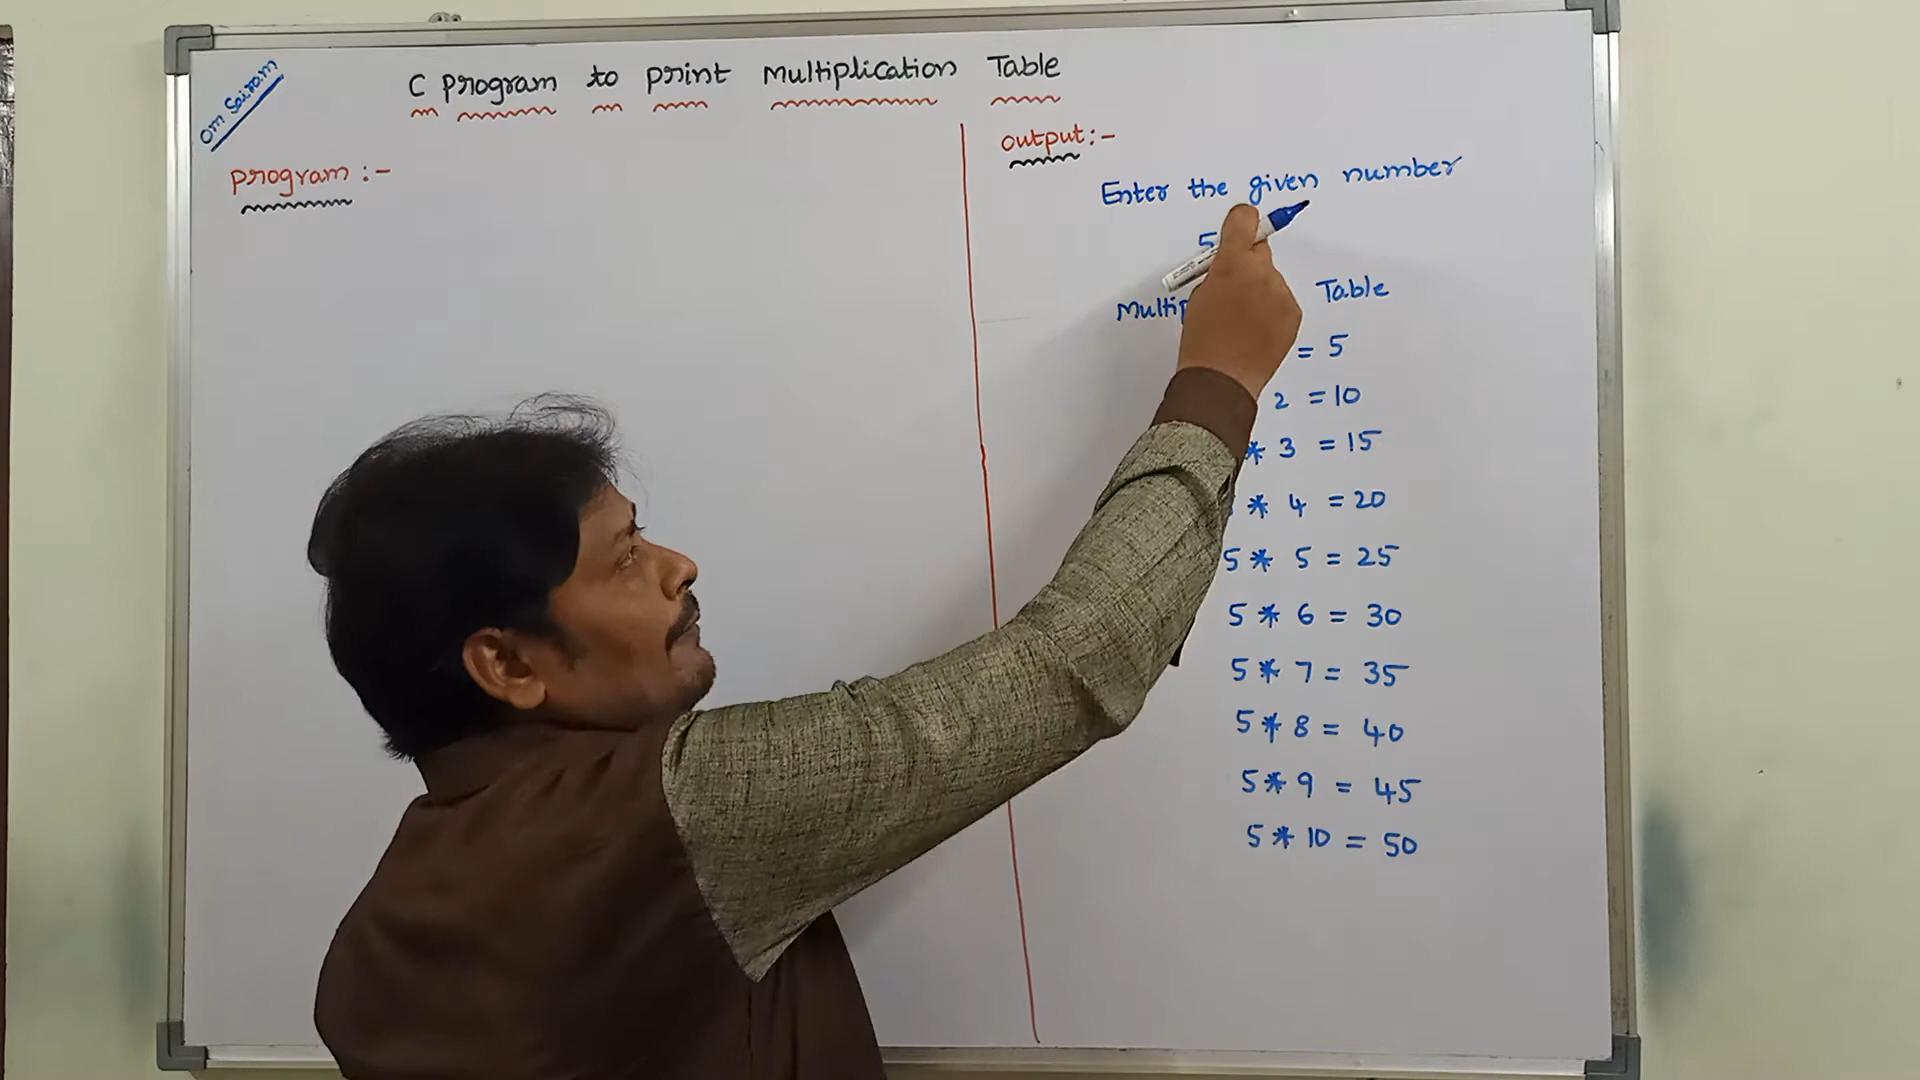 Om Sairam
C Program to print Multiplication Table
program :-
output :-
Enter the given number
5
Table
= 5
2 = 10
* 3 = 15
* 4 = 20
5 * 5 = 25
5 * 6 = 30
5 * 7 = 35
5 * 8 = 40
5 * 9 = 45
5 * 10 = 50